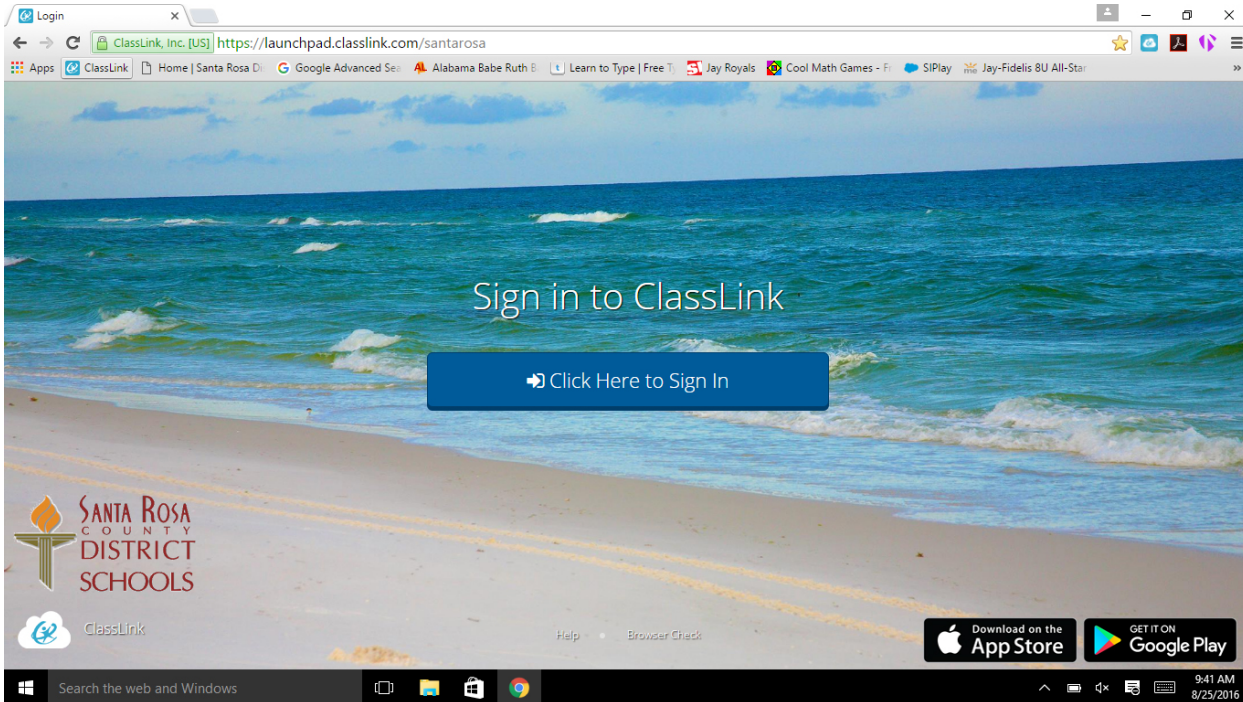 Login
ClassLink, Inc. [US] https://launchpad.classlink.com/santarosa
Apps ClassLink Home | Santa Rosa Di Google Advanced Sea Alabama Babe Ruth B Learn to Type | Free T Jay Royals Cool Math Games - Fr SIPlay me Jay-Fidelis 8U All-Star »
Sign in to ClassLink
Click Here to Sign In
SANTA ROSA
COUNTY
DISTRICT
SCHOOLS
ClassLink
Help Browser Check
Download on the
App Store
GET IT ON
Google Play
Search the web and Windows
9:41 AM
8/25/2016